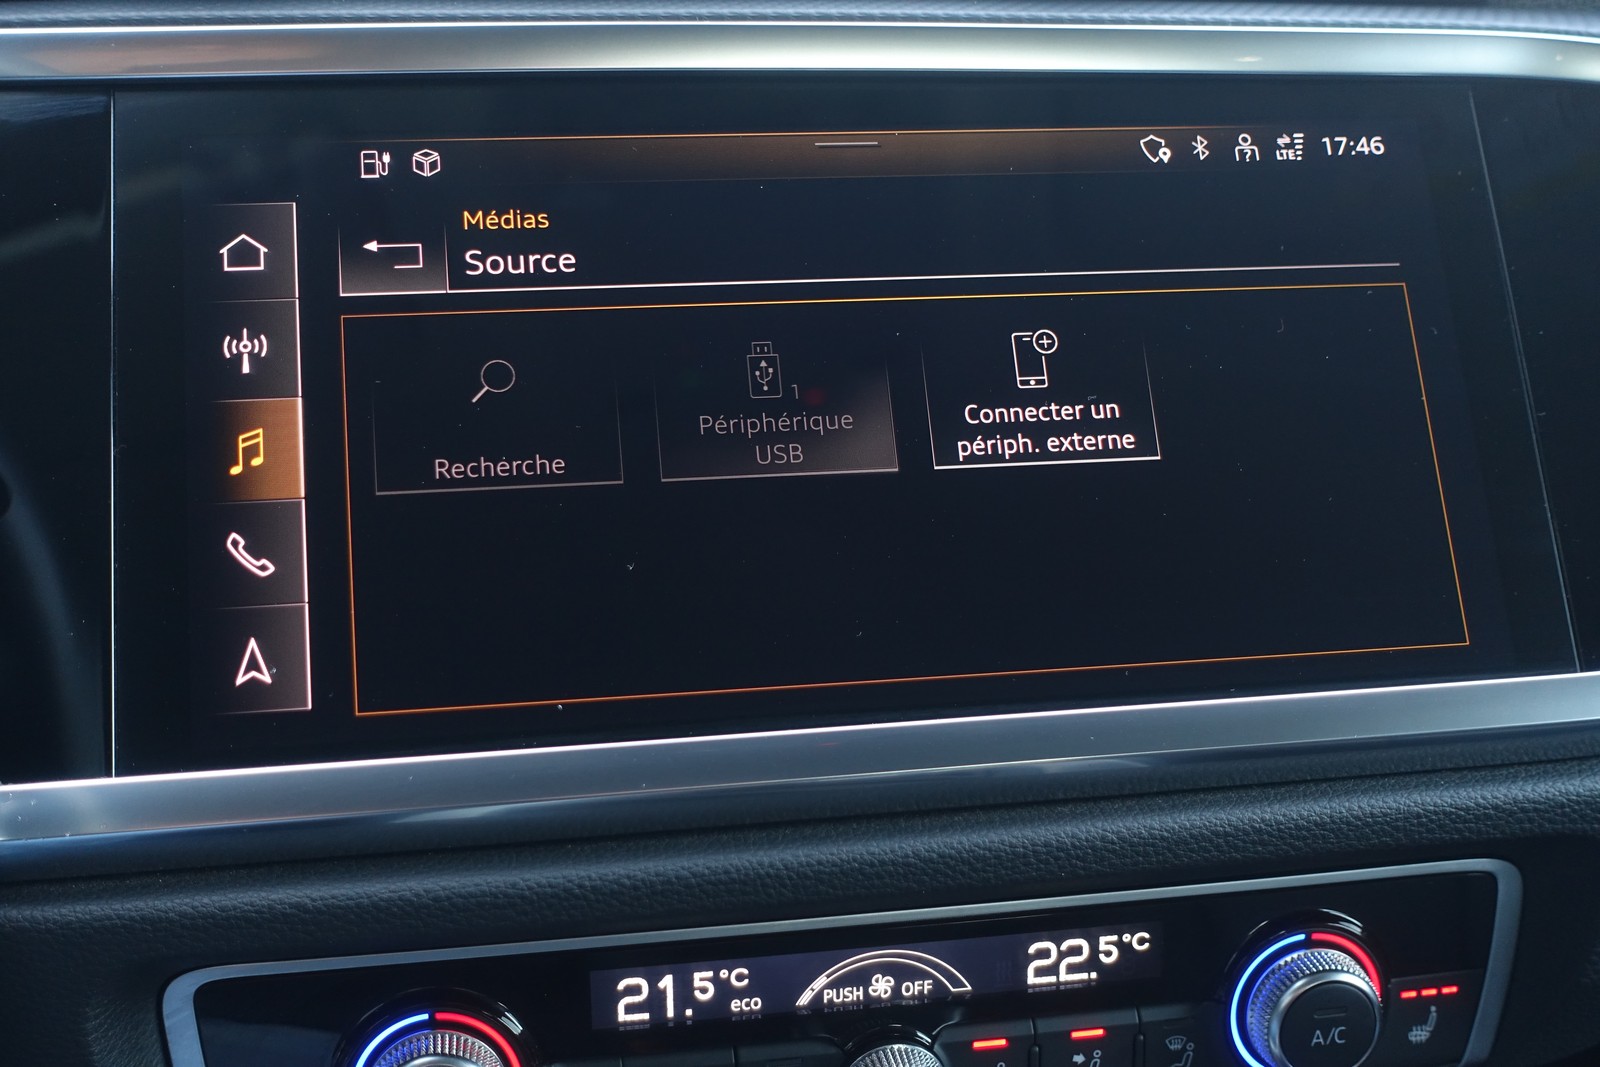 LTE 17:46
Médias
Source
Recherche
1
Périphérique
USB
Connecter un
périph. externe
21.5°C
eco
PUSH OFF
22.5°C
A/C